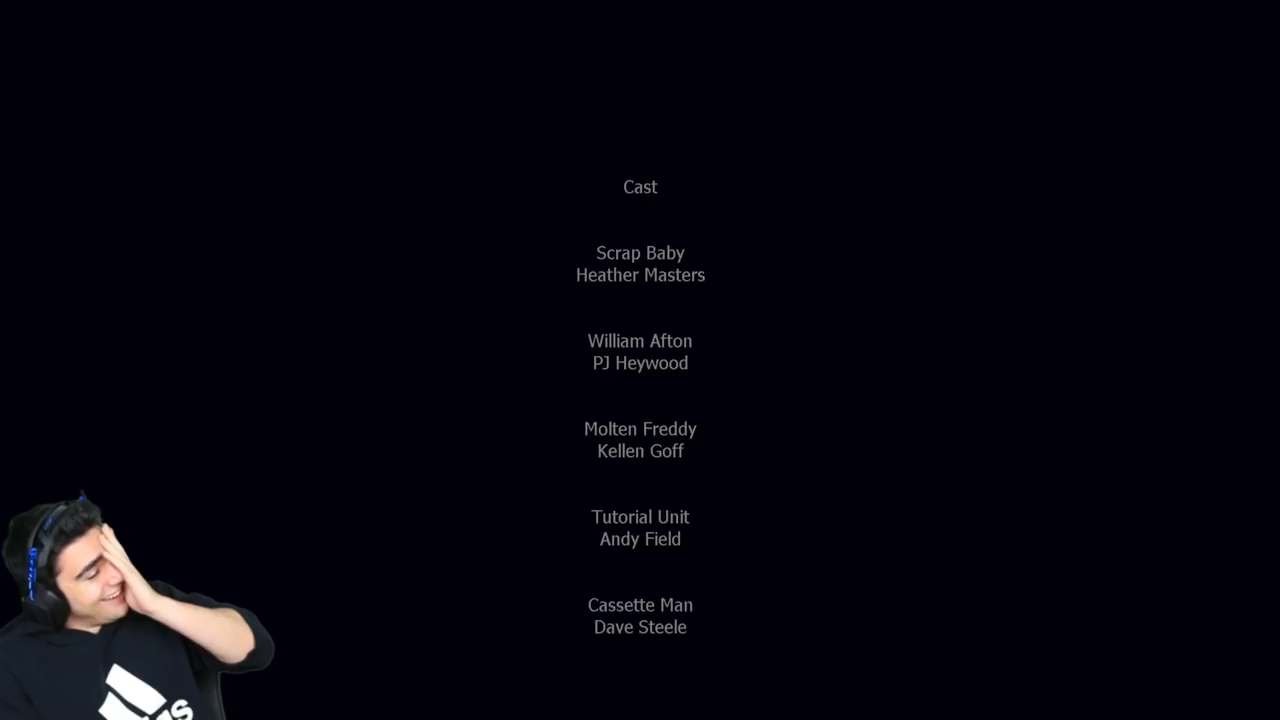 Cast
Scrap Baby
Heather Masters
William Afton
PJ Heywood
Molten Freddy
Kellen Goff
Tutorial Unit
Andy Field
Cassette Man
Dave Steele